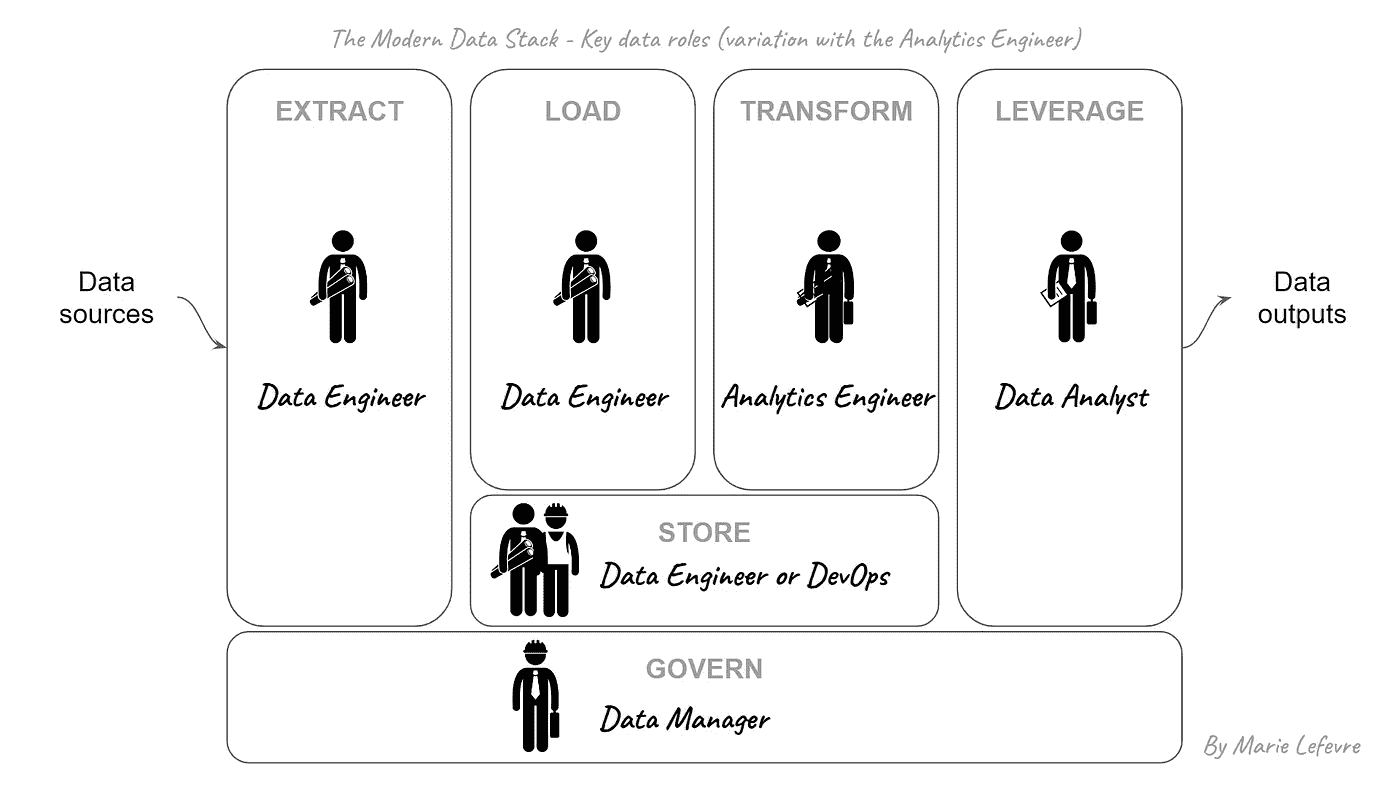 The Modern Data Stack - Key data roles (variation with the Analytics Engineer)
EXTRACT
LOAD
TRANSFORM
LEVERAGE
Data
sources
Data
outputs
Data Engineer
Data Engineer
Analytics Engineer
Data Analyst
STORE
Data Engineer or DevOps
GOVERN
Data Manager
By Marie Lefevre